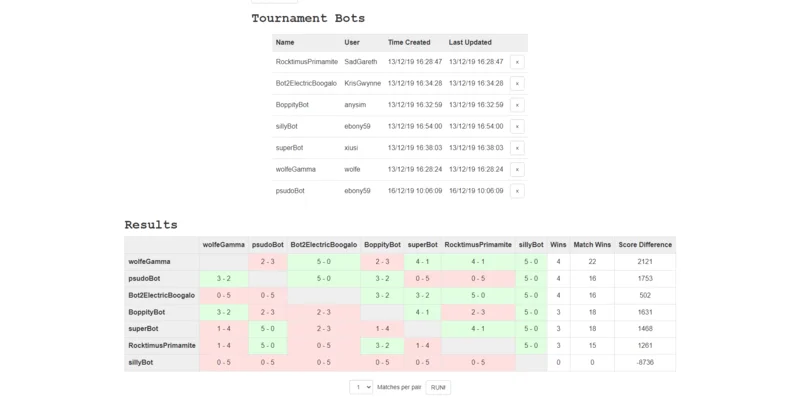 Tournament Bots
Name User Time Created Last Updated
RocktimusPrimamite SadGareth 13/12/19 16:28:47 13/12/19 16:28:47 x
Bot2ElectricBoogalo KrisGwynne 13/12/19 16:34:28 13/12/19 16:34:28 x
BoppityBot anysim 13/12/19 16:32:59 13/12/19 16:32:59 x
sillyBot ebony59 13/12/19 16:54:00 13/12/19 16:54:00 x
superBot xiusi 13/12/19 16:38:03 13/12/19 16:38:03 x
wolfeGamma wolfe 13/12/19 16:28:24 13/12/19 16:28:24 x
psudoBot ebony59 16/12/19 10:06:09 16/12/19 10:06:09 x
Results
wolfeGamma psudoBot Bot2ElectricBoogalo BoppityBot superBot RocktimusPrimamite sillyBot Wins Match Wins Score Difference
wolfeGamma 2 - 3 5 - 0 2 - 3 4 - 1 4 - 1 5 - 0 4 22 2121
psudoBot 3 - 2 5 - 0 3 - 2 0 - 5 0 - 5 5 - 0 4 16 1753
Bot2ElectricBoogalo 0 - 5 0 - 5 3 - 2 3 - 2 5 - 0 5 - 0 4 16 502
BoppityBot 3 - 2 2 - 3 2 - 3 4 - 1 2 - 3 5 - 0 3 18 1631
superBot 1 - 4 5 - 0 2 - 3 1 - 4 4 - 1 5 - 0 3 18 1468
RocktimusPrimamite 1 - 4 5 - 0 0 - 5 3 - 2 1 - 4 5 - 0 3 15 1261
sillyBot 0 - 5 0 - 5 0 - 5 0 - 5 0 - 5 0 - 5 0 0 -8736
1 Matches per pair RUN!